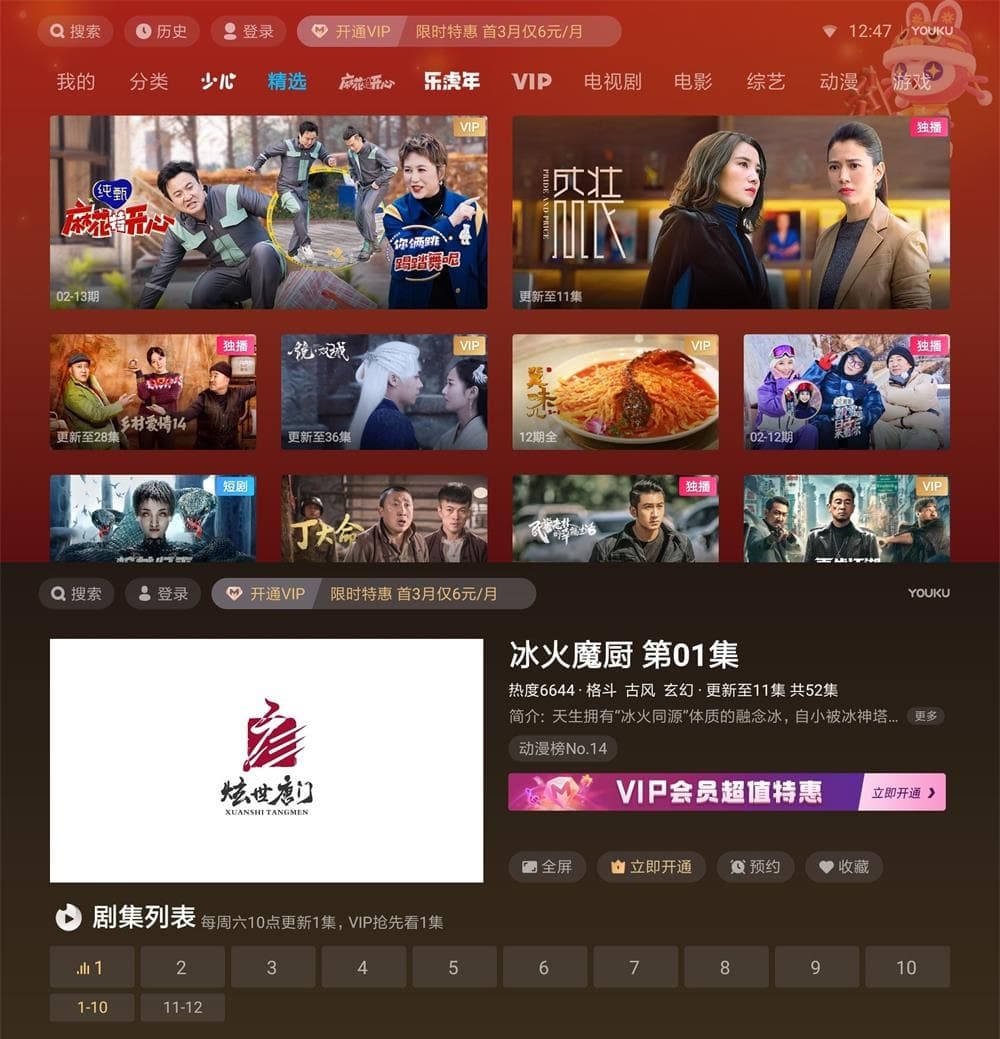 搜索 历史 登录 开通VIP 限时特惠 首3月仅6元/月 12:47 YOUKU
我的 分类 少儿 精选 麻花特开心 乐虎年 VIP 电视剧 电影 综艺 动漫 游戏
VIP
纯甄
麻花特开心
你俩跳
踢踏舞呢
02-13期
独播
PRIDE AND PRICE
盛装
更新至11集
独播
乡村爱情14
更新至28集
VIP
镜·双城
更新至36集
VIP
12期全
独播
02-12期
短剧
丁大命
独播
VIP
搜索 登录 开通VIP 限时特惠 首3月仅6元/月 YOUKU
炫世唐门
XUANSHI TANGMEN
冰火魔厨 第01集
热度6644 · 格斗 古风 玄幻 · 更新至11集 共52集
简介: 天生拥有“冰火同源”体质的融念冰，自小被冰神塔... 更多
动漫榜No.14
VIP会员超值特惠 立即开通
全屏 立即开通 预约 收藏
剧集列表 每周六10点更新1集，VIP抢先看1集
1 2 3 4 5 6 7 8 9 10
1-10 11-12